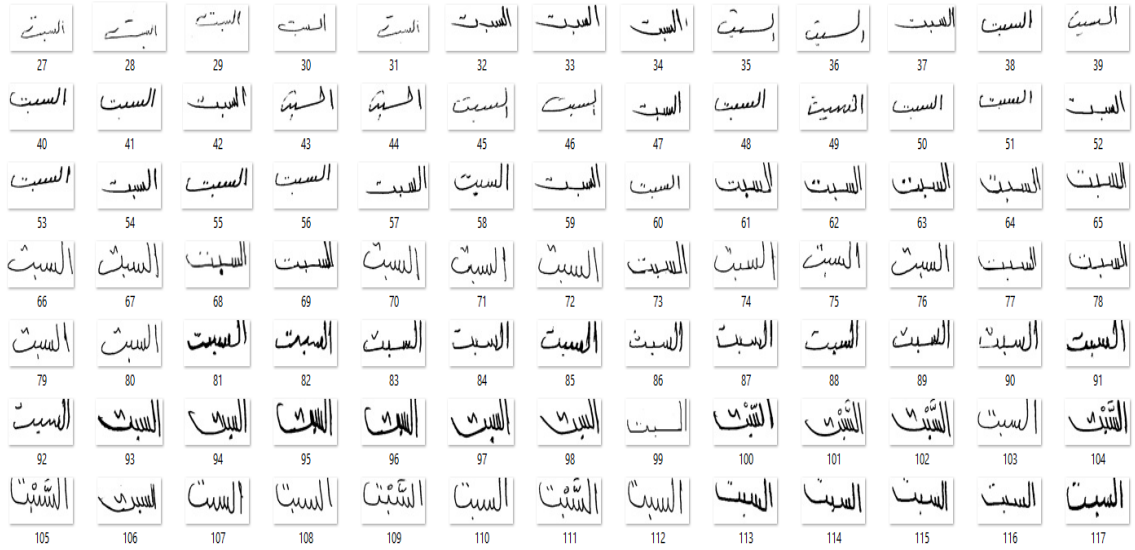 السبت السبت السبت السبت السبت السبت السبت السبت السبت السبت السبت السبت السبت
27 28 29 30 31 32 33 34 35 36 37 38 39
السبت السبت السبت السبت السبت السبت السبت السبت السبت السبت السبت السبت السبت
40 41 42 43 44 45 46 47 48 49 50 51 52
السبت السبت السبت السبت السبت السبت السبت السبت السبت السبت السبت السبت السبت
53 54 55 56 57 58 59 60 61 62 63 64 65
السبت السبت السبت السبت السبت السبت السبت السبت السبت السبت السبت السبت السبت
66 67 68 69 70 71 72 73 74 75 76 77 78
السبت السبت السبت السبت السبت السبت السبت السبت السبت السبت السبت السبت السبت
79 80 81 82 83 84 85 86 87 88 89 90 91
السبت السبت السبت السبت السبت السبت السبت السبت السَّبْت السَّبْت السَّبْت السبت السَّبْت
92 93 94 95 96 97 98 99 100 101 102 103 104
السَّبْت السبت السبت السبت السَّبْت السبت السَّبْت السبت السبت السبت السبت السبت السبت
105 106 107 108 109 110 111 112 113 114 115 116 117